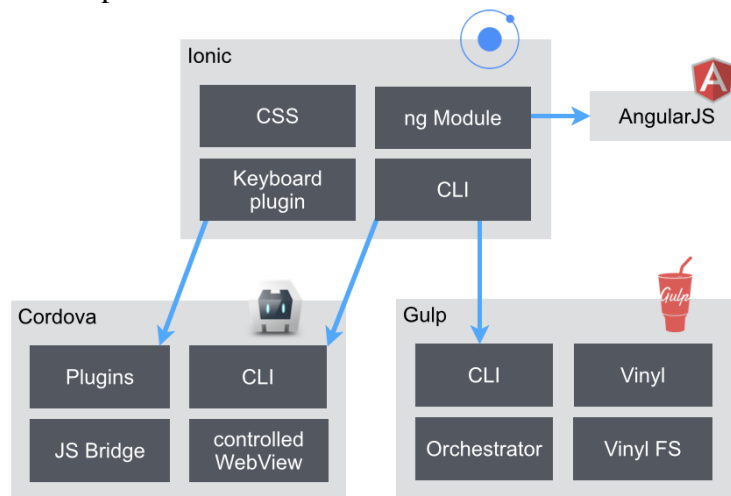 Ionic
CSS
ng Module
AngularJS
A
Keyboard
plugin
CLI
Cordova
Plugins
CLI
JS Bridge
controlled
WebView
Gulp
Gulp
CLI
Vinyl
Orchestrator
Vinyl FS